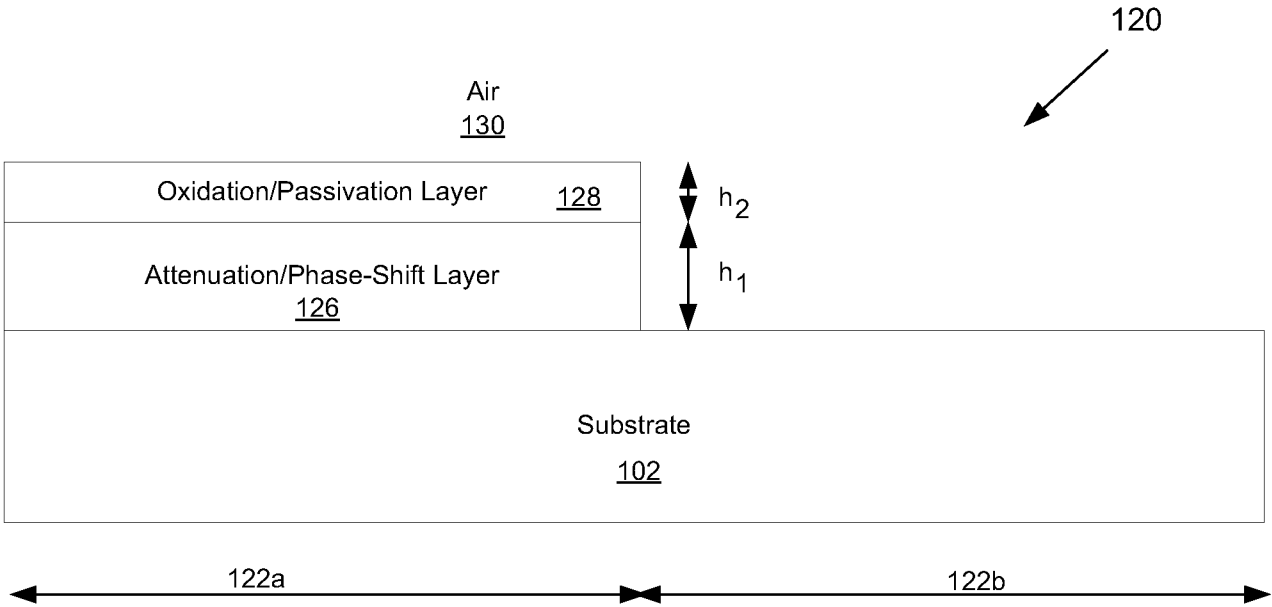 120
Air
130
Oxidation/Passivation Layer 128
h2
Attenuation/Phase-Shift Layer
126
h1
Substrate
102
122a
122b